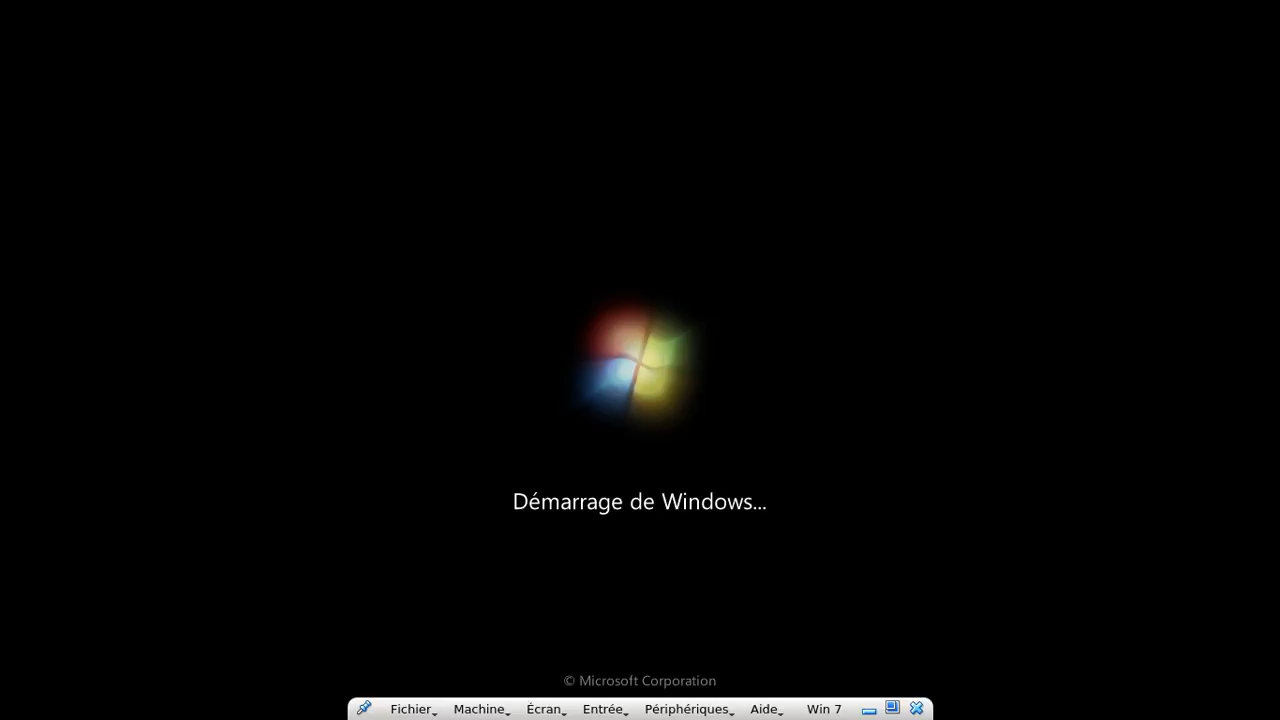 Démarrage de Windows...
© Microsoft Corporation
Fichier Machine Écran Entrée Périphériques Aide Win 7